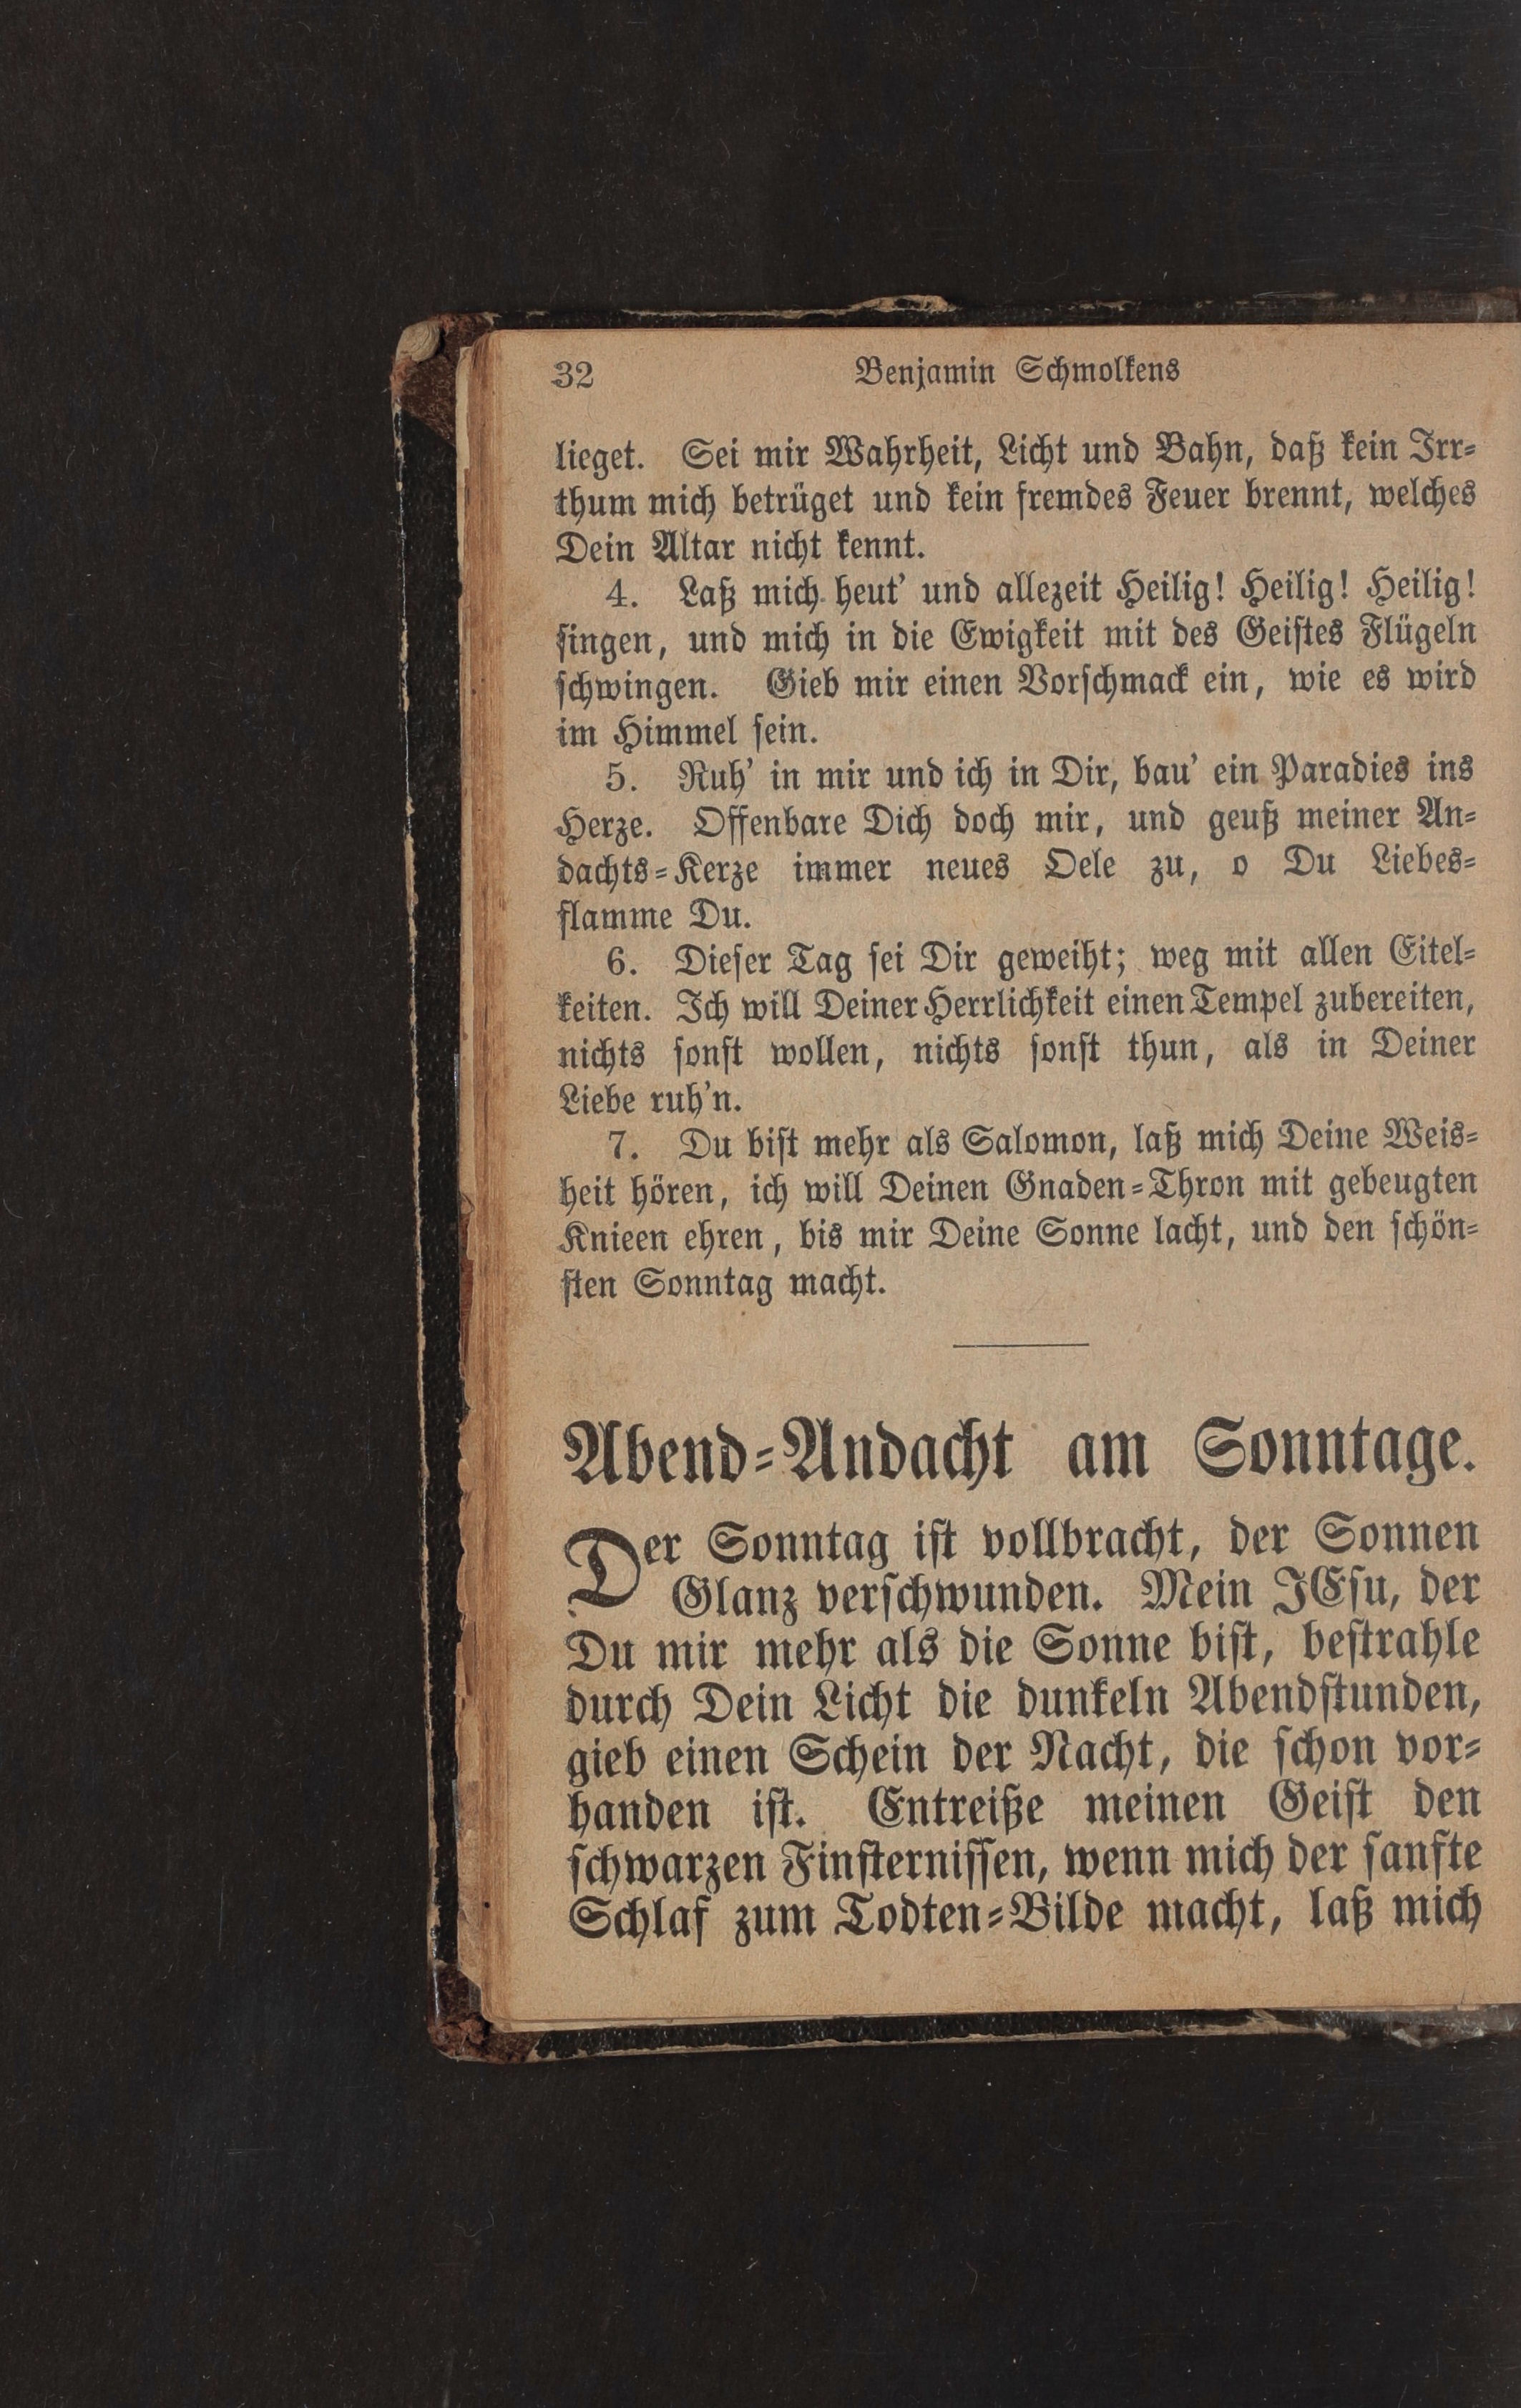 32 Benjamin Schmolkens
lieget. Sei mir Wahrheit, Licht und Bahn, daß kein Irr-
thum mich betrüget und kein fremdes Feuer brennt, welches
Dein Altar nicht kennt.
4. Laß mich heut' und allezeit Heilig! Heilig! Heilig!
singen, und mich in die Ewigkeit mit des Geistes Flügeln
schwingen. Gieb mir einen Vorschmack ein, wie es wird
im Himmel sein.
5. Ruh' in mir und ich in Dir, bau' ein Paradies ins
Herze. Offenbare Dich doch mir, und geuß meiner An-
dachts-Kerze immer neues Oele zu, o Du Liebes-
flamme Du.
6. Dieser Tag sei Dir geweiht; weg mit allen Eitel-
keiten. Ich will Deiner Herrlichkeit einen Tempel zubereiten,
nichts sonst wollen, nichts sonst thun, als in Deiner
Liebe ruh'n.
7. Du bist mehr als Salomon, laß mich Deine Weis-
heit hören, ich will Deinen Gnaden-Thron mit gebeugten
Knieen ehren, bis mir Deine Sonne lacht, und den schön-
sten Sonntag macht.
Abend-Andacht am Sonntage.
Der Sonntag ist vollbracht, der Sonnen
Glanz verschwunden. Mein JEsu, der
Du mir mehr als die Sonne bist, bestrahle
durch Dein Licht die dunkeln Abendstunden,
gieb einen Schein der Nacht, die schon vor-
handen ist. Entreiße meinen Geist den
schwarzen Finsternissen, wenn mich der sanfte
Schlaf zum Todten-Bilde macht, laß mich